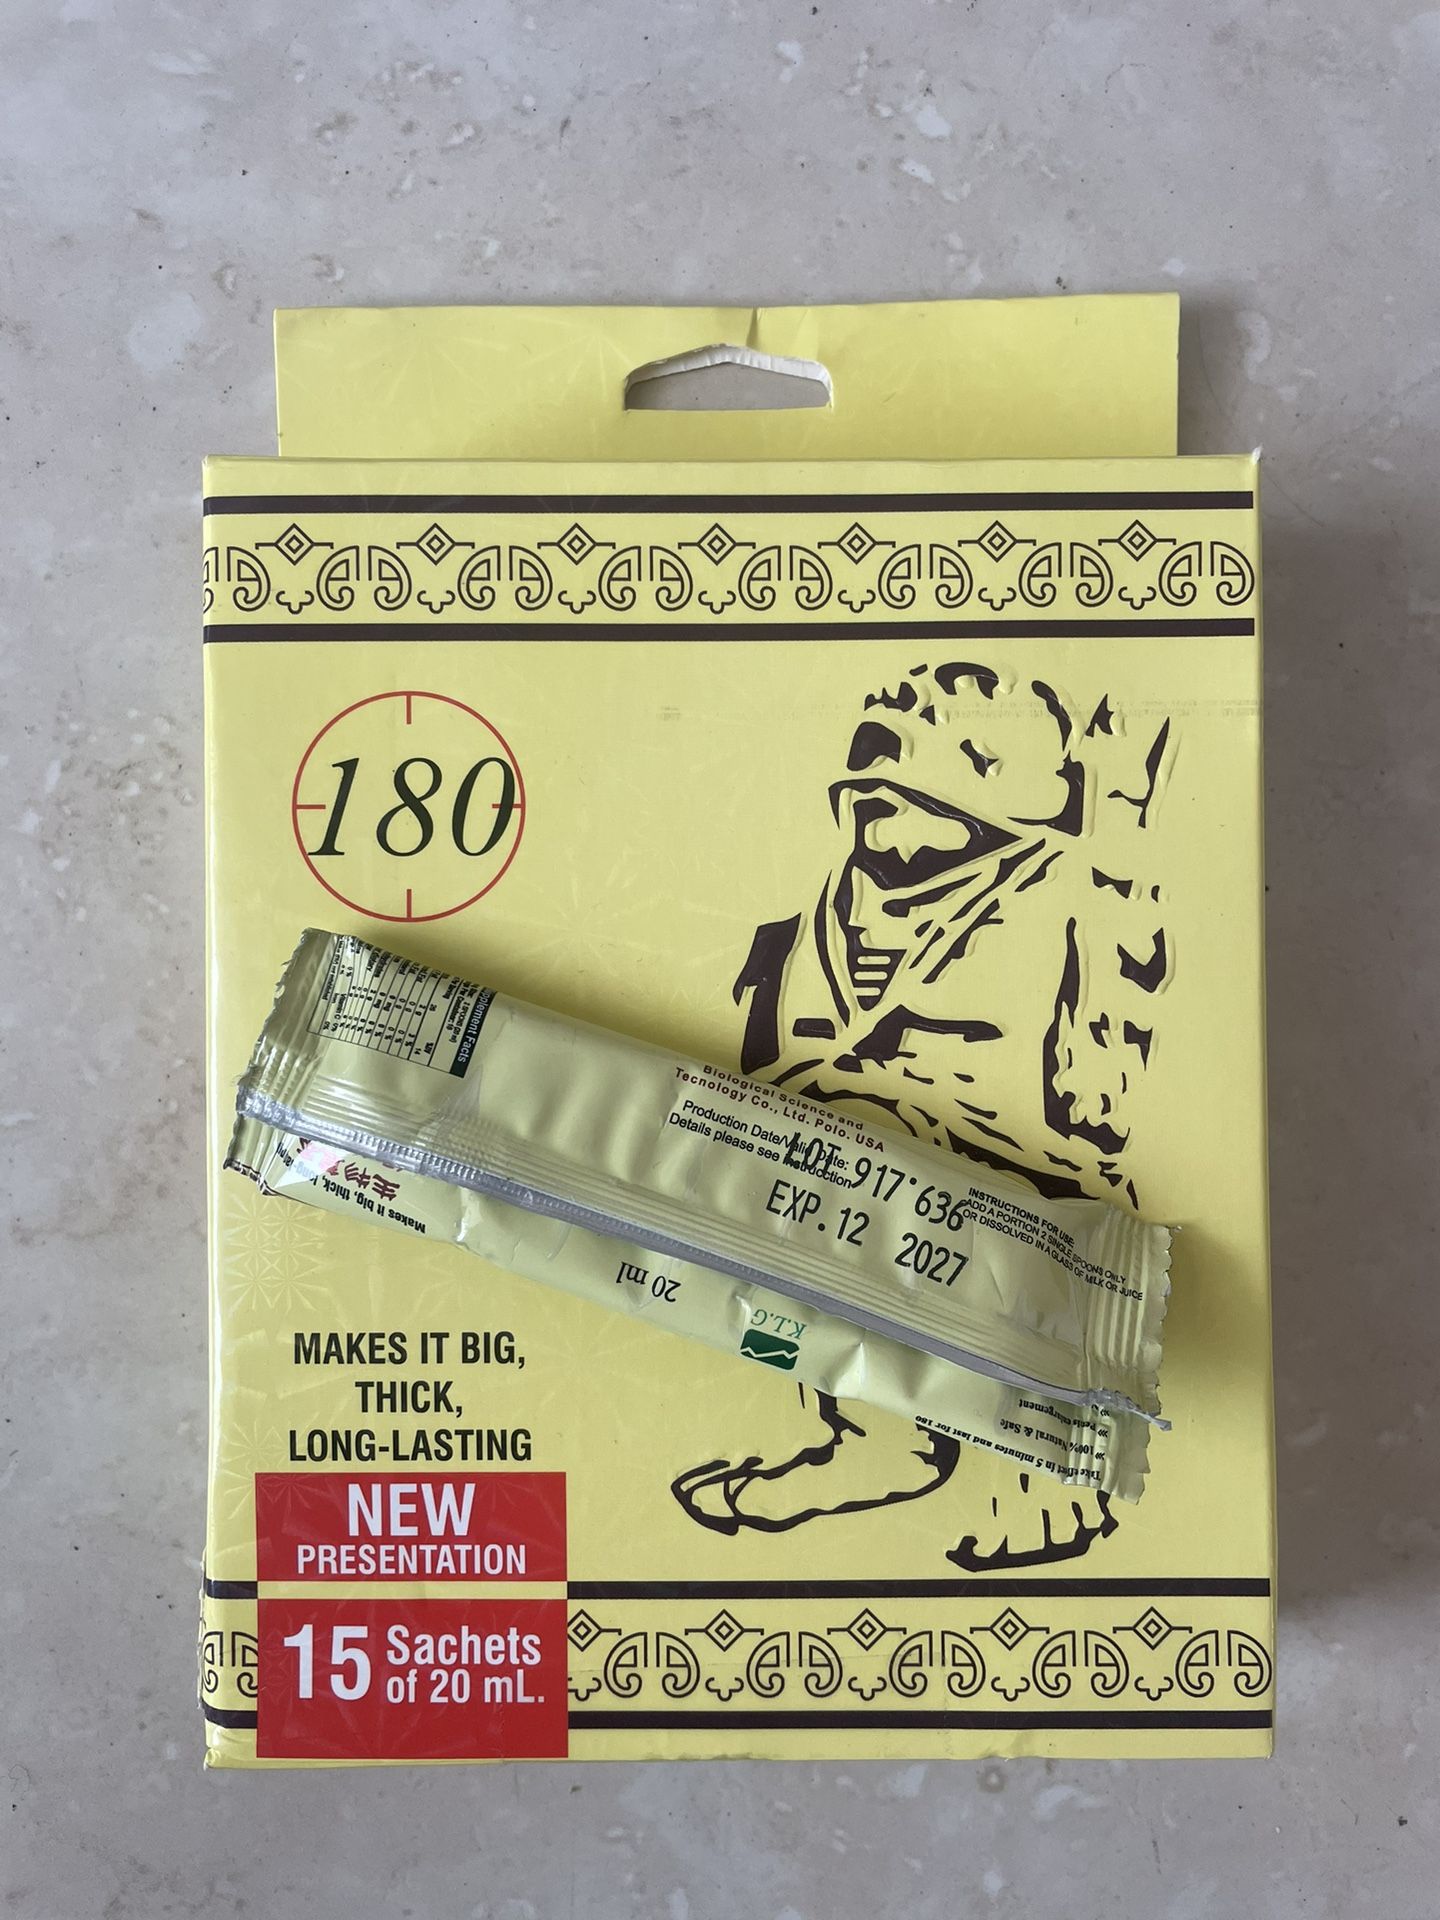 180
Supplement Facts
Biological Science and
Tecnology Co., Ltd. Polo. USA
Production Date/Valid Date:
Details please see Instrucction
LOT 917·636
EXP. 12 2027
INSTRUCTIONS FOR USE:
ADD A PORTION 2 SINGLE SPOONS ONLY
OR DISSOLVED IN A GLASS OF MILK OR JUICE
Makes it big, thick,
20 ml
K.L.G
Take effect in 5 minutes and last for 180
100% Natural & Safe
Penis enlargement
MAKES IT BIG,
THICK,
LONG-LASTING
NEW
PRESENTATION
15 Sachets
of 20 mL.